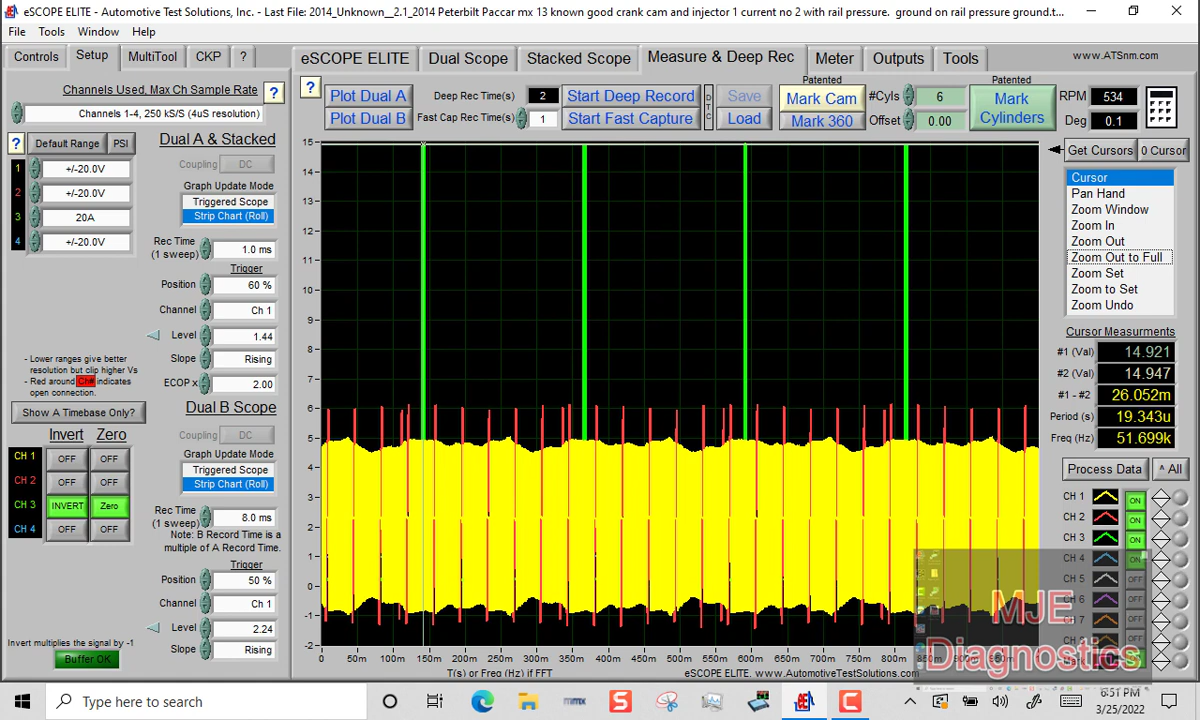 eSCOPE ELITE - Automotive Test Solutions, Inc. - Last File: 2014_Unknown__2.1_2014 Peterbilt Paccar mx 13 known good crank cam and injector 1 current no 2 with rail pressure.  ground on rail pressure ground.t...
File Tools Window Help
Controls Setup MultiTool CKP ? eSCOPE ELITE Dual Scope Stacked Scope Measure & Deep Rec Meter Outputs Tools www.ATSnm.com
Channels Used, Max Ch Sample Rate ?
Channels 1-4, 250 kS/S (4uS resolution)
? Default Range PSI
1 +/-20.0V
2 +/-20.0V
3 20A
4 +/-20.0V
Dual A & Stacked
Coupling DC
Graph Update Mode
Triggered Scope
Strip Chart (Roll)
Rec Time
(1 sweep) 1.0 ms
Trigger
Position 60 %
Channel Ch 1
Level 1.44
Slope Rising
ECOP x 2.00
- Lower ranges give better
resolution but clip higher Vs
- Red around Ch# indicates
open connection.
Show A Timebase Only?
Invert Zero
CH 1 OFF OFF
CH 2 OFF OFF
CH 3 INVERT Zero
CH 4 OFF OFF
Dual B Scope
Coupling DC
Graph Update Mode
Triggered Scope
Strip Chart (Roll)
Rec Time
(1 sweep) 8.0 ms
Note: B Record Time is a
multiple of A Record Time.
Trigger
Position 50 %
Channel Ch 1
Level 2.24
Slope Rising
Invert multiplies the signal by -1
Buffer OK
?
Plot Dual A
Plot Dual B
Deep Rec Time(s) 2
Fast Cap Rec Time(s) 1
Start Deep Record
Start Fast Capture
D
T
C
Save
Load
Patented
Mark Cam
Mark 360
#Cyls 6
Offset 0.00
Patented
Mark
Cylinders
RPM 534
Deg 0.1
15
14
13
12
11
10
9
8
7
6
5
4
3
2
1
0
-1
-2
0 50m 100m 150m 200m 250m 300m 350m 400m 450m 500m 550m 600m 650m 700m 750m 800m 850m 900m 950m
T(s) or Freq (Hz) if FFT
eSCOPE ELITE. www.AutomotiveTestSolutions.com
Get Cursors 0 Cursor
Cursor
Pan Hand
Zoom Window
Zoom In
Zoom Out
Zoom Out to Full
Zoom Set
Zoom to Set
Zoom Undo
Cursor Measurments
#1 (Val) 14.921
#2 (Val) 14.947
#1 - #2 26.052m
Period (s) 19.343u
Freq (Hz) 51.699k
Process Data ^ All
CH 1 ON
CH 2 ON
CH 3 ON
CH 4 ON
CH 5 OFF
CH 6 OFF
CH 7 OFF
OFF
MJE
Diagnostics
Type here to search
6:51 PM
3/25/2022